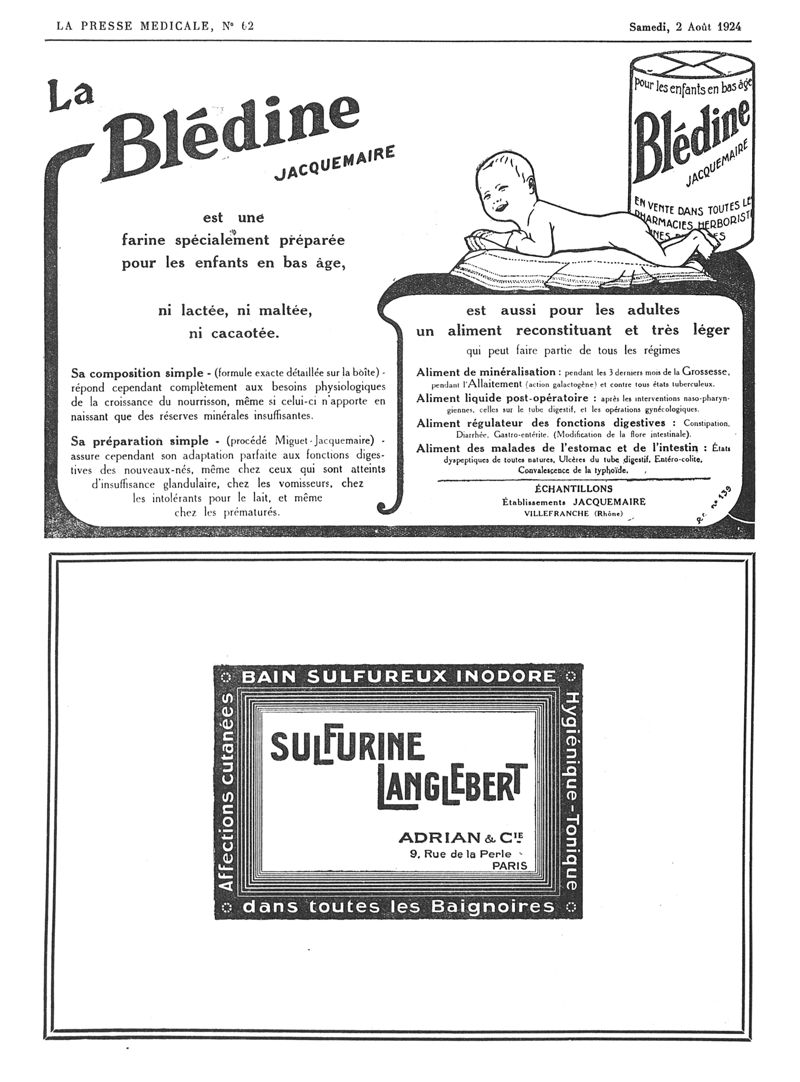 LA PRESSE MEDICALE, Nº 62
Samedi, 2 Août 1924
La
Blédine
JACQUEMAIRE
est une
farine spécialement préparée
pour les enfants en bas âge,
ni lactée, ni maltée,
ni cacaotée.
Sa composition simple - (formule exacte détaillée sur la boîte) -
répond cependant complètement aux besoins physiologiques
de la croissance du nourrisson, même si celui-ci n'apporte en
naissant que des réserves minérales insuffisantes.
Sa préparation simple - (procédé Miguet-Jacquemaire) -
assure cependant son adaptation parfaite aux fonctions diges-
tives des nouveaux-nés, même chez ceux qui sont atteints
d'insuffisance glandulaire, chez les vomisseurs, chez
les intolérants pour le lait, et même
chez les prématurés.
pour les enfants en bas âge
Blédine
JACQUEMAIRE
EN VENTE DANS TOUTES LES
PHARMACIES HERBORIST
est aussi pour les adultes
un aliment reconstituant et très léger
qui peut faire partie de tous les régimes
Aliment de minéralisation : pendant les 3 derniers mois de la Grossesse,
pendant l'Allaitement (action galactogène) et contre tous états tuberculeux.
Aliment liquide post-opératoire : après les interventions naso-pharyn-
giennes, celles sur le tube digestif, et les opérations gynécologiques.
Aliment régulateur des fonctions digestives : Constipation,
Diarrhée, Gastro-entérite. (Modification de la flore intestinale).
Aliment des malades de l'estomac et de l'intestin : États
dyspeptiques de toutes natures, Ulcères du tube digestif, Entéro-colite,
Convalescence de la typhoïde.
ÉCHANTILLONS
Établissements JACQUEMAIRE
VILLEFRANCHE (Rhône)
Nº 139
BAIN SULFUREUX INODORE
Affections cutanées
Hygiénique-Tonique
SULFURINE
LANGLEBERT
ADRIAN & CIE
9, Rue de la Perle
PARIS
dans toutes les Baignoires